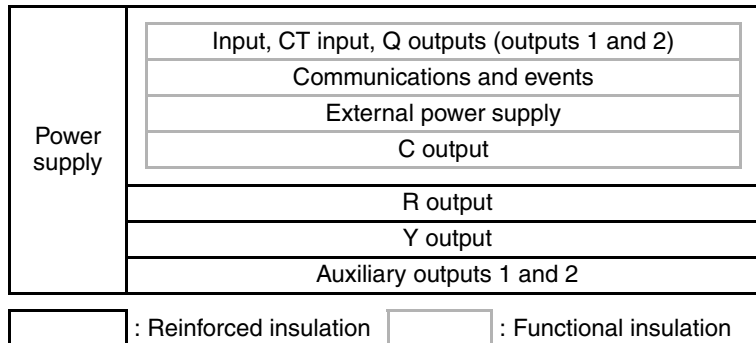 Power
supply
Input, CT input, Q outputs (outputs 1 and 2)
Communications and events
External power supply
C output
R output
Y output
Auxiliary outputs 1 and 2
: Reinforced insulation
: Functional insulation